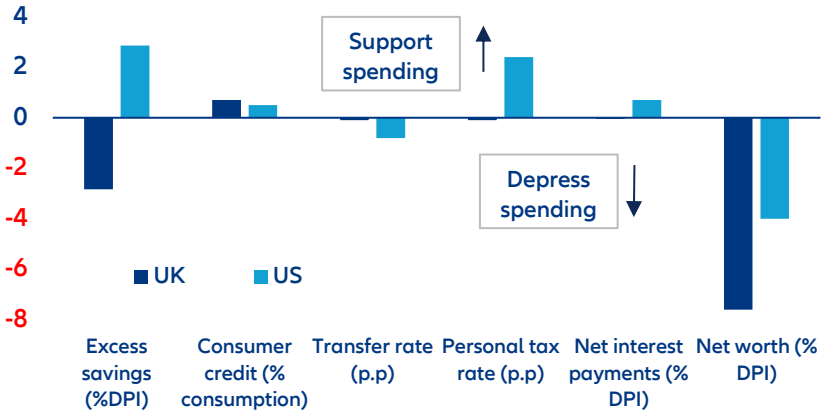 4
2
0
-2
-4
-6
-8
Support
spending
Depress
spending
UK
US
Excess
savings
(%DPI)
Consumer
credit (%
consumption)
Transfer rate
(p.p)
Personal tax
rate (p.p)
Net interest
payments (%
DPI)
Net worth (%
DPI)